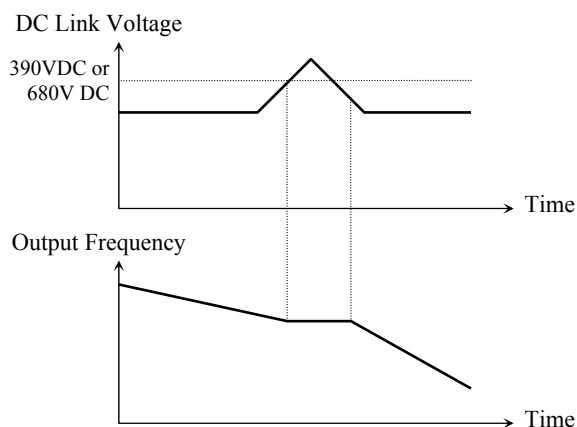 DC Link Voltage
390VDC or
680V DC
Time
Output Frequency
Time